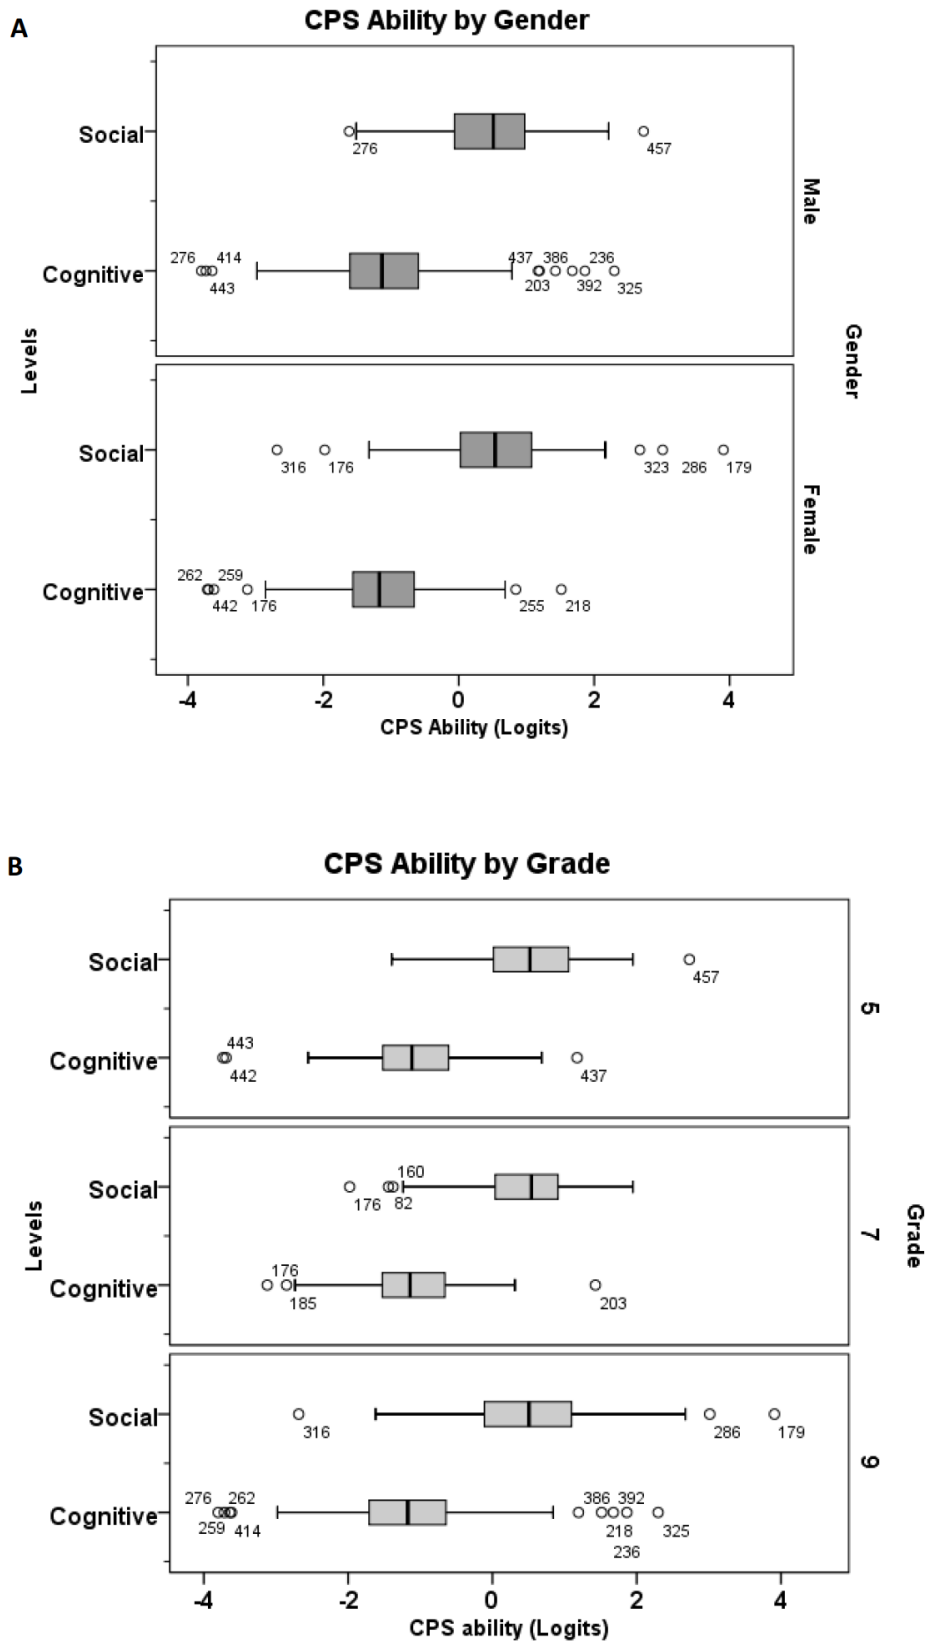 A
CPS Ability by Gender
Social
276
457
Male
276 414
437 386 236
Cognitive
443
203 392 325
Levels
Gender
Social
316 176
323 286 179
Female
262 259
Cognitive
442 176
255 218
-4 -2 0 2 4
CPS Ability (Logits)
B
CPS Ability by Grade
Social
457
5
443
Cognitive
442
437
160
Social
176 82
7
Levels
Grade
176
Cognitive
185
203
Social
316
286 179
9
276 262
386 392
Cognitive
259 414
218 325
236
-4 -2 0 2 4
CPS ability (Logits)